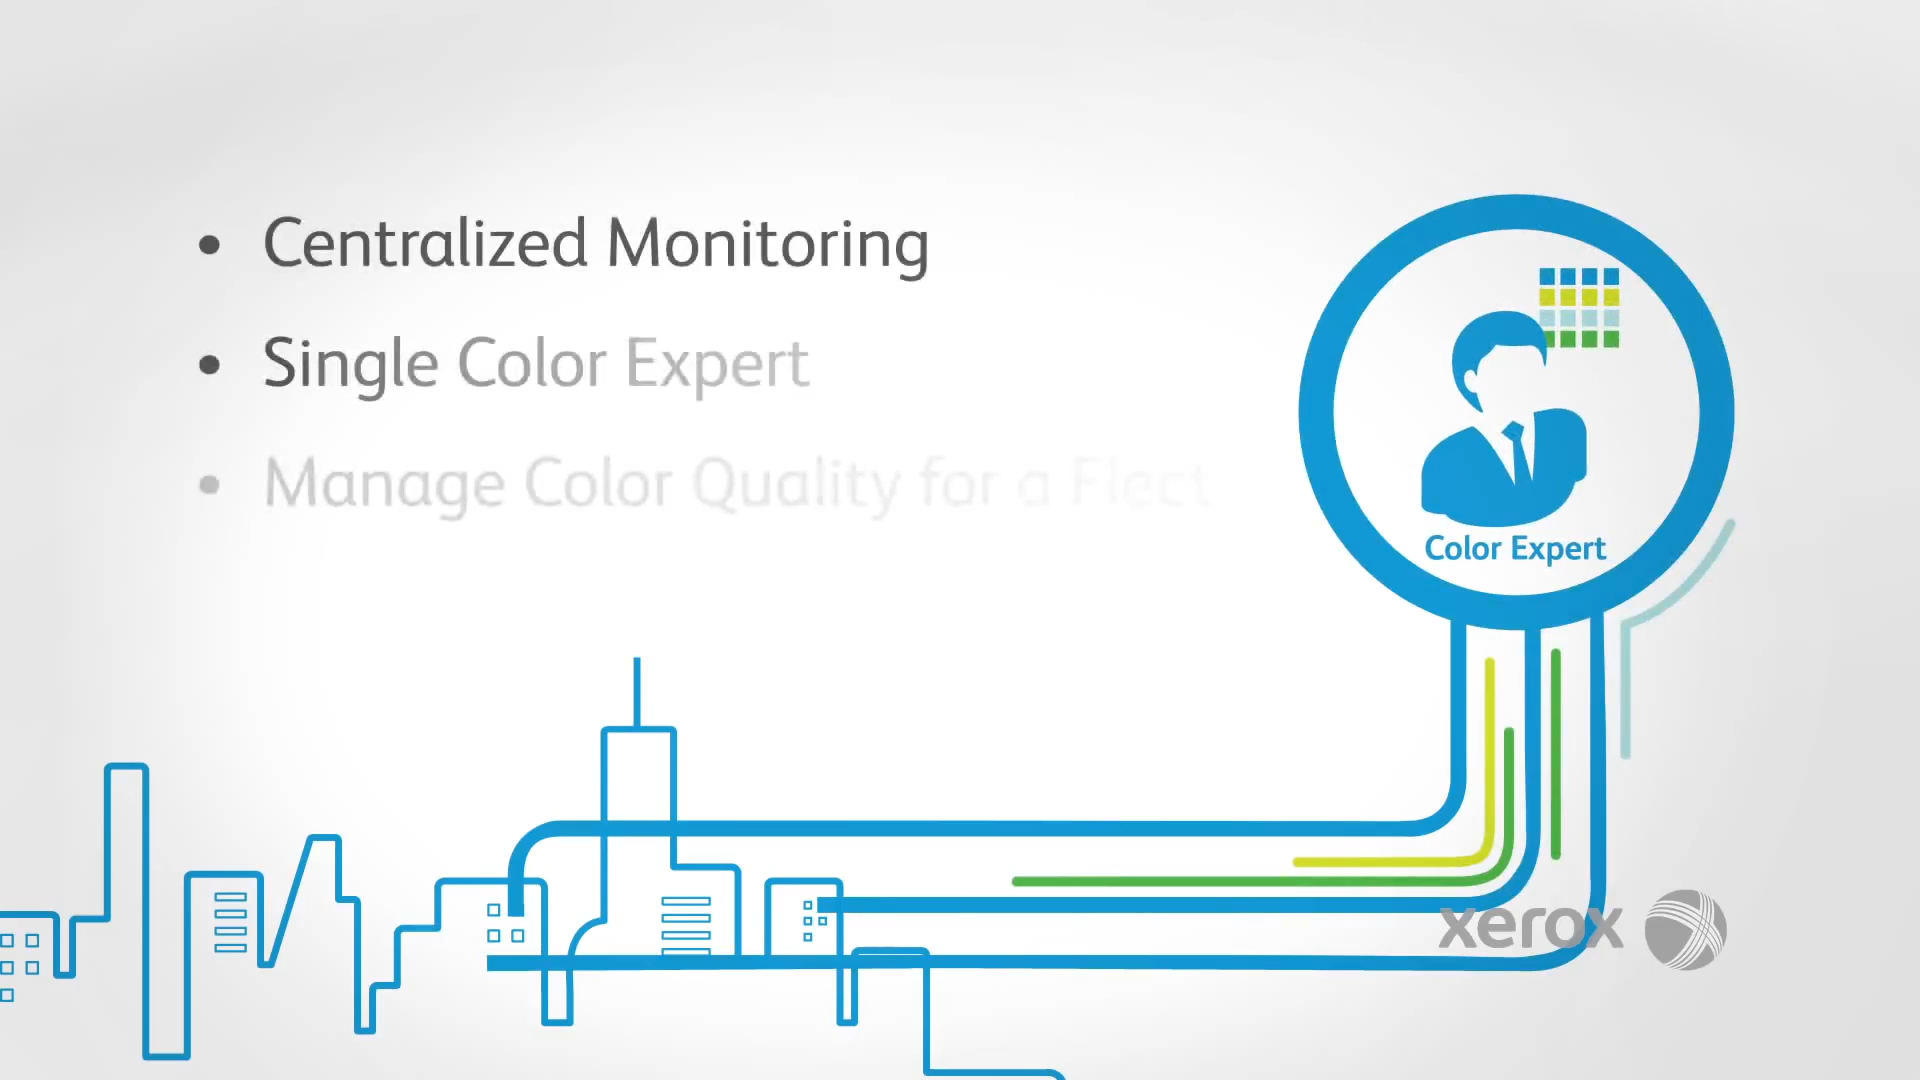 • Centralized Monitoring
• Single Color Expert
• Manage Color Quality for a
Color Expert
xerox